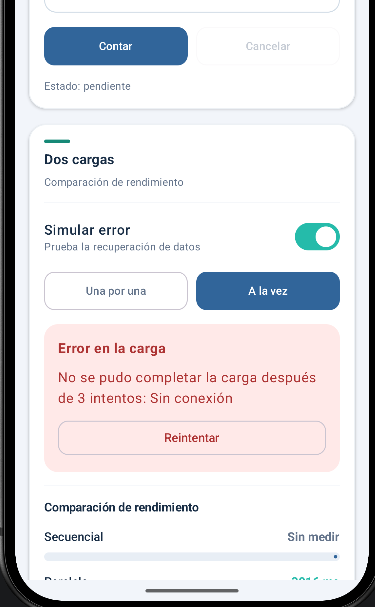 Contar
Cancelar
Estado: pendiente
Dos cargas
Comparación de rendimiento
Simular error
Prueba la recuperación de datos
Una por una
A la vez
Error en la carga
No se pudo completar la carga después
de 3 intentos: Sin conexión
Reintentar
Comparación de rendimiento
Secuencial
Sin medir